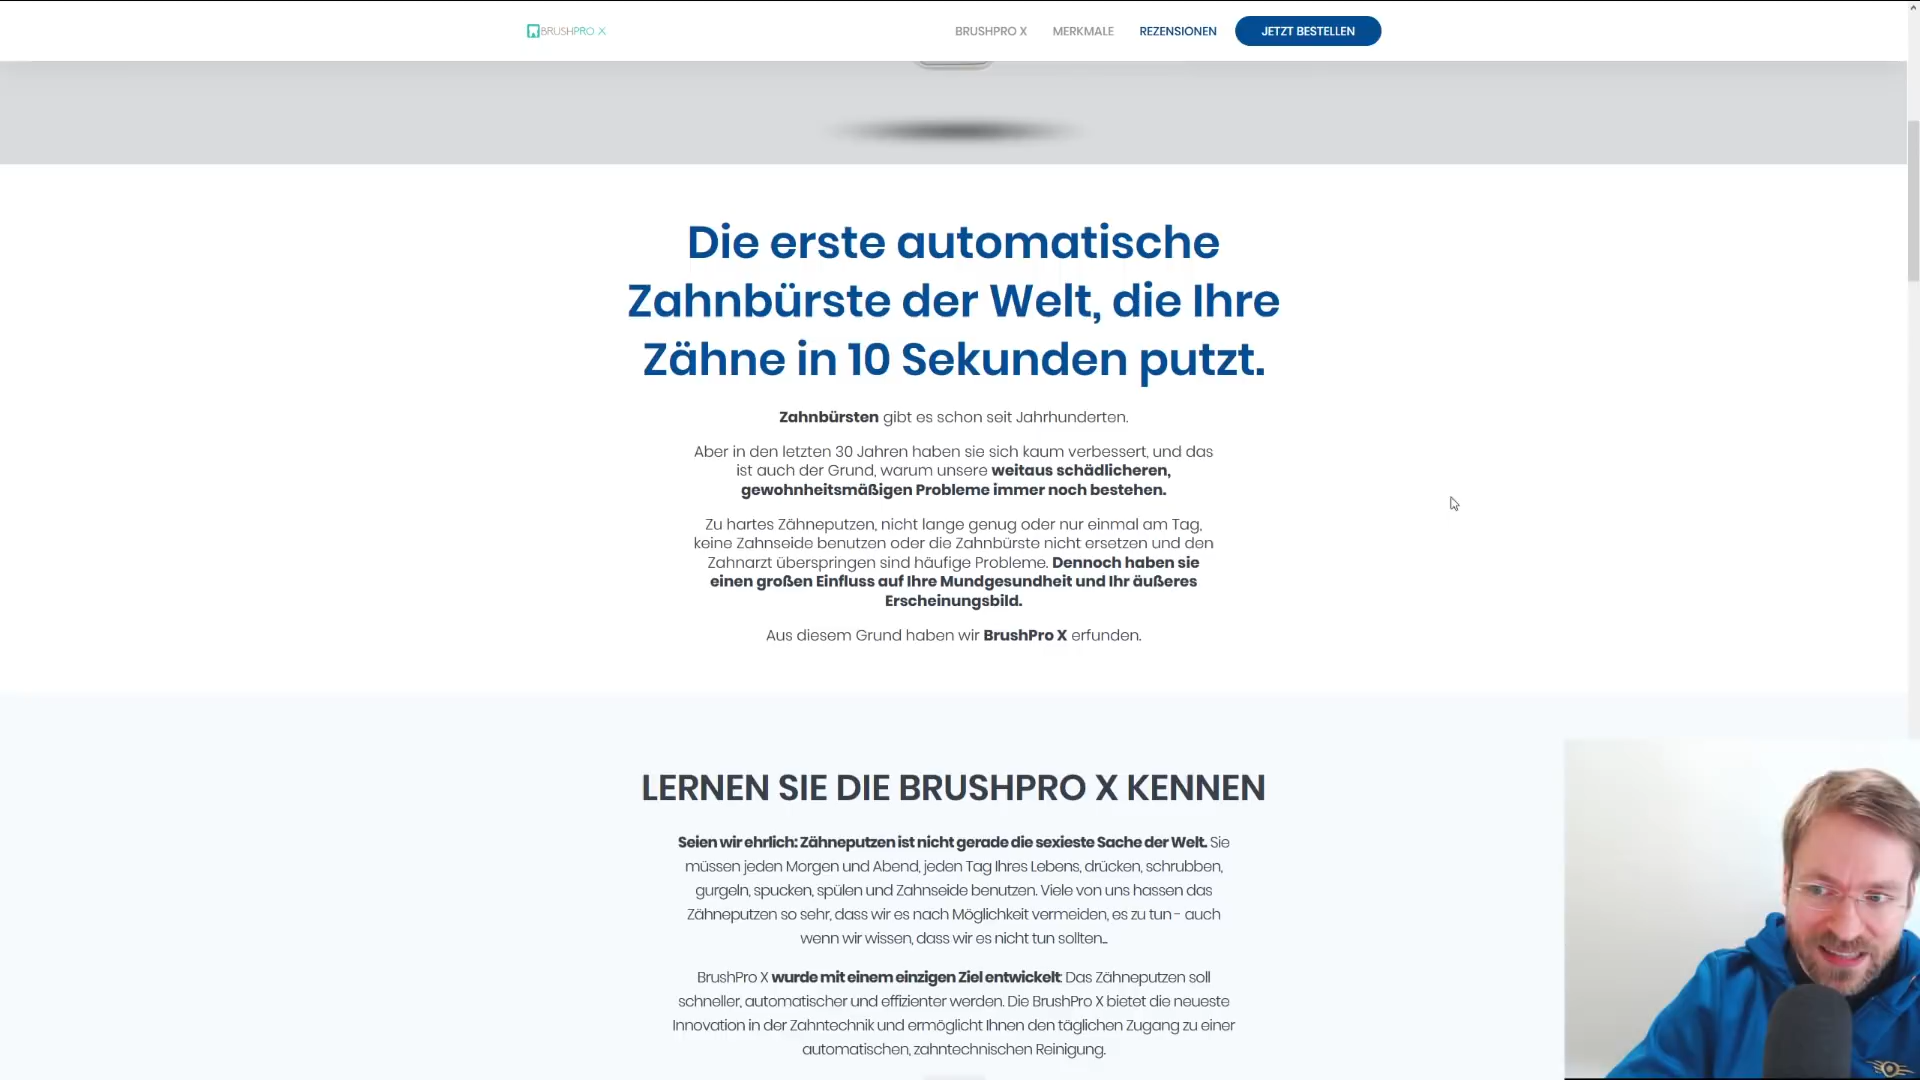 BRUSHPRO X
BRUSHPRO X
MERKMALE
REZENSIONEN
JETZT BESTELLEN
Die erste automatische
Zahnbürste der Welt, die Ihre
Zähne in 10 Sekunden putzt.
Zahnbürsten gibt es schon seit Jahrhunderten.
Aber in den letzten 30 Jahren haben sie sich kaum verbessert, und das
ist auch der Grund, warum unsere weitaus schädlicheren,
gewohnheitsmäßigen Probleme immer noch bestehen.
Zu hartes Zähneputzen, nicht lange genug oder nur einmal am Tag,
keine Zahnseide benutzen oder die Zahnbürste nicht ersetzen und den
Zahnarzt überspringen sind häufige Probleme. Dennoch haben sie
einen großen Einfluss auf Ihre Mundgesundheit und Ihr äußeres
Erscheinungsbild.
Aus diesem Grund haben wir BrushPro X erfunden.
LERNEN SIE DIE BRUSHPRO X KENNEN
Seien wir ehrlich: Zähneputzen ist nicht gerade die sexieste Sache der Welt. Sie
müssen jeden Morgen und Abend, jeden Tag Ihres Lebens, drücken, schrubben,
gurgeln, spucken, spülen und Zahnseide benutzen. Viele von uns hassen das
Zähneputzen so sehr, dass wir es nach Möglichkeit vermeiden, es zu tun - auch
wenn wir wissen, dass wir es nicht tun sollten...
BrushPro X wurde mit einem einzigen Ziel entwickelt: Das Zähneputzen soll
schneller, automatischer und effizienter werden. Die BrushPro X bietet die neueste
Innovation in der Zahntechnik und ermöglicht Ihnen den täglichen Zugang zu einer
automatischen, zahntechnischen Reinigung.